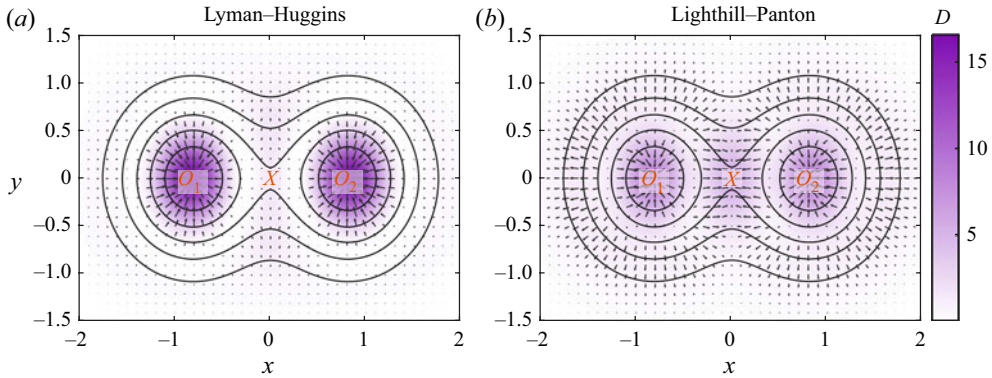 (a) Lyman–Huggins (b) Lighthill–Panton D
1.5 1.5
1.0 1.0 15
0.5 0.5
O1 X O2 O1 X O2 10
y 0 0
–0.5 –0.5 5
–1.0 –1.0
–1.5 –1.5
–2 –1 0 1 2 –2 –1 0 1 2
x x